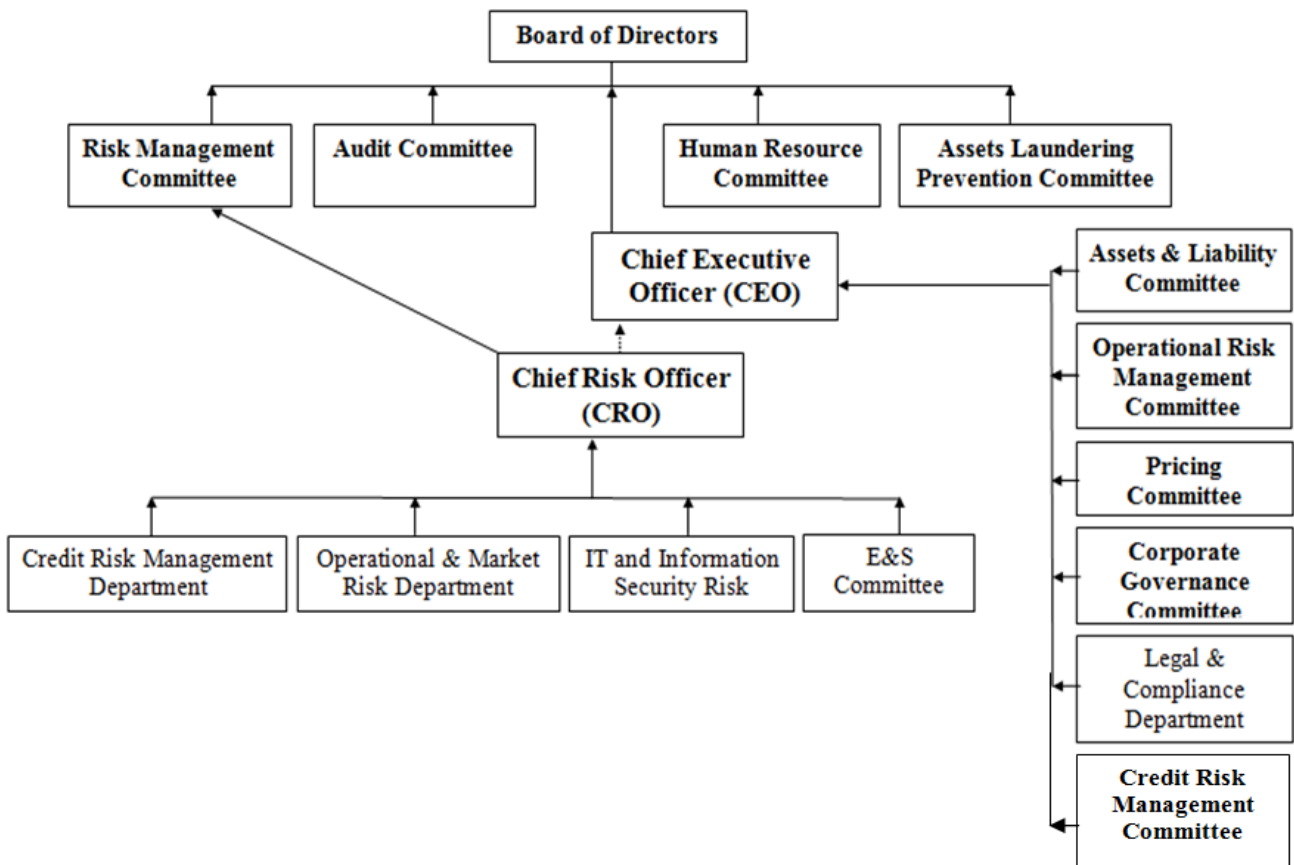 Board of Directors
Risk Management
Committee
Audit Committee
Human Resource
Committee
Assets Laundering
Prevention Committee
Chief Executive
Officer (CEO)
Assets & Liability
Committee
Operational Risk
Management
Committee
Chief Risk Officer
(CRO)
Pricing
Committee
Credit Risk Management
Department
Operational & Market
Risk Department
IT and Information
Security Risk
E&S
Committee
Corporate
Governance
Committee
Legal &
Compliance
Department
Credit Risk
Management
Committee